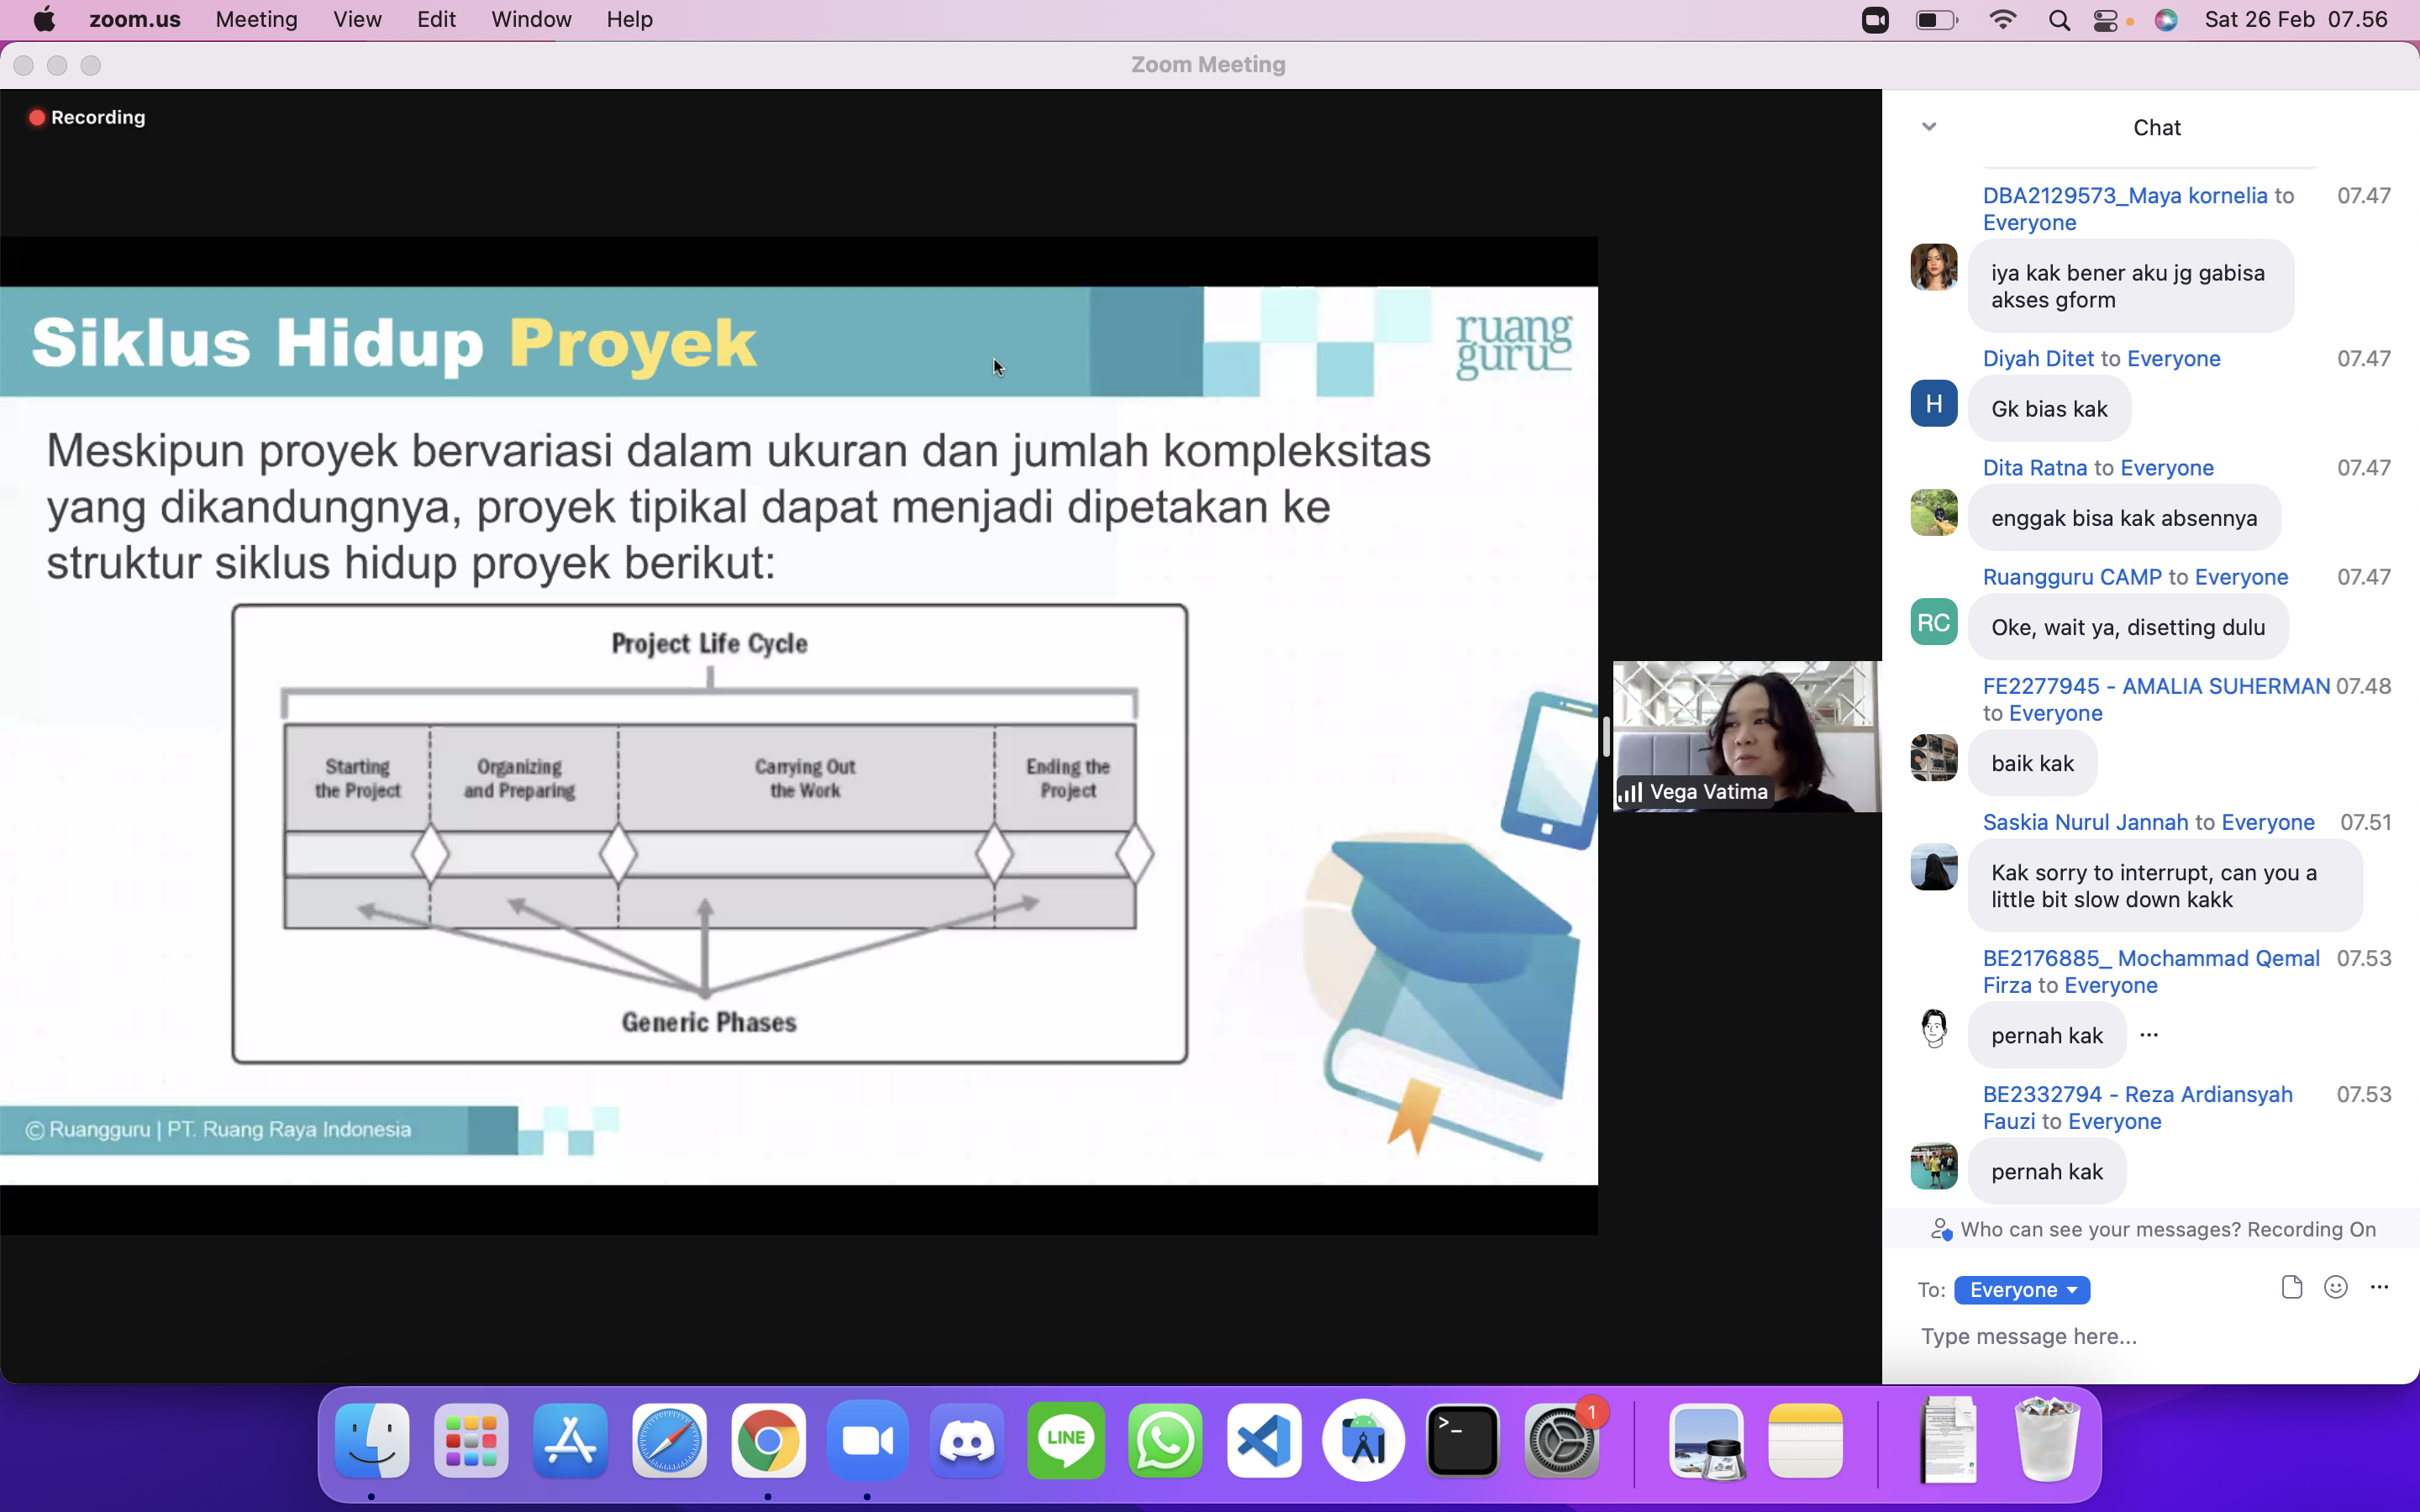 zoom.us Meeting View Edit Window Help
Sat 26 Feb 07.56
Zoom Meeting
Recording
Siklus Hidup Proyek
ruang
guru
Meskipun proyek bervariasi dalam ukuran dan jumlah kompleksitas
yang dikandungnya, proyek tipikal dapat menjadi dipetakan ke
struktur siklus hidup proyek berikut:
Project Life Cycle
Starting
the Project
Organizing
and Preparing
Carrying Out
the Work
Ending the
Project
Generic Phases
© Ruangguru | PT. Ruang Raya Indonesia
Vega Vatima
Chat
DBA2129573_Maya kornelia to 07.47
Everyone
iya kak bener aku jg gabisa
akses gform
Diyah Ditet to Everyone 07.47
H
Gk bias kak
Dita Ratna to Everyone 07.47
enggak bisa kak absennya
Ruangguru CAMP to Everyone 07.47
RC
Oke, wait ya, disetting dulu
FE2277945 - AMALIA SUHERMAN 07.48
to Everyone
baik kak
Saskia Nurul Jannah to Everyone 07.51
Kak sorry to interrupt, can you a
little bit slow down kakk
BE2176885_ Mochammad Qemal 07.53
Firza to Everyone
pernah kak ...
BE2332794 - Reza Ardiansyah 07.53
Fauzi to Everyone
pernah kak
Who can see your messages? Recording On
To: Everyone
Type message here...
LINE
>_
1